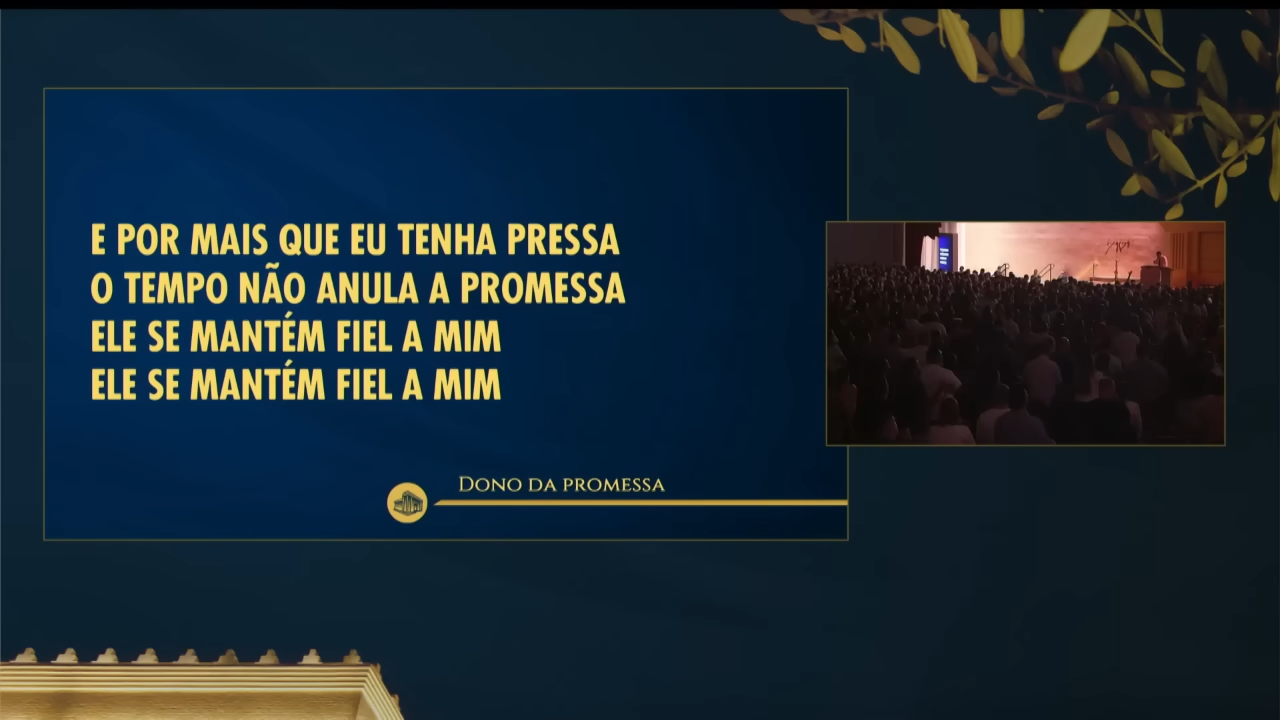 E POR MAIS QUE EU TENHA PRESSA
O TEMPO NÃO ANULA A PROMESSA
ELE SE MANTÉM FIEL A MIM
ELE SE MANTÉM FIEL A MIM
DONO DA PROMESSA